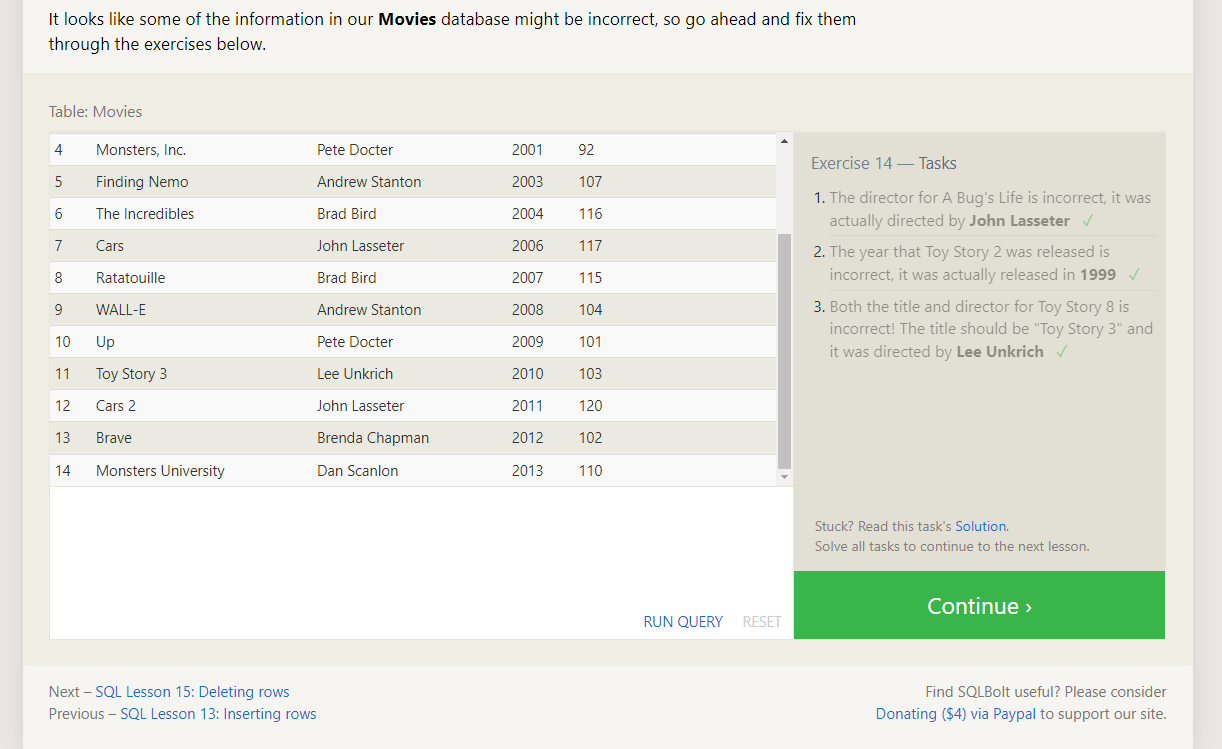 It looks like some of the information in our Movies database might be incorrect, so go ahead and fix them
through the exercises below.
Table: Movies
4 Monsters, Inc. Pete Docter 2001 92
5 Finding Nemo Andrew Stanton 2003 107
6 The Incredibles Brad Bird 2004 116
7 Cars John Lasseter 2006 117
8 Ratatouille Brad Bird 2007 115
9 WALL-E Andrew Stanton 2008 104
10 Up Pete Docter 2009 101
11 Toy Story 3 Lee Unkrich 2010 103
12 Cars 2 John Lasseter 2011 120
13 Brave Brenda Chapman 2012 102
14 Monsters University Dan Scanlon 2013 110
RUN QUERY RESET
Exercise 14 — Tasks
1. The director for A Bug's Life is incorrect, it was
actually directed by John Lasseter ✓
2. The year that Toy Story 2 was released is
incorrect, it was actually released in 1999 ✓
3. Both the title and director for Toy Story 8 is
incorrect! The title should be "Toy Story 3" and
it was directed by Lee Unkrich ✓
Stuck? Read this task's Solution.
Solve all tasks to continue to the next lesson.
Continue ›
Next – SQL Lesson 15: Deleting rows
Previous – SQL Lesson 13: Inserting rows
Find SQLBolt useful? Please consider
Donating ($4) via Paypal to support our site.